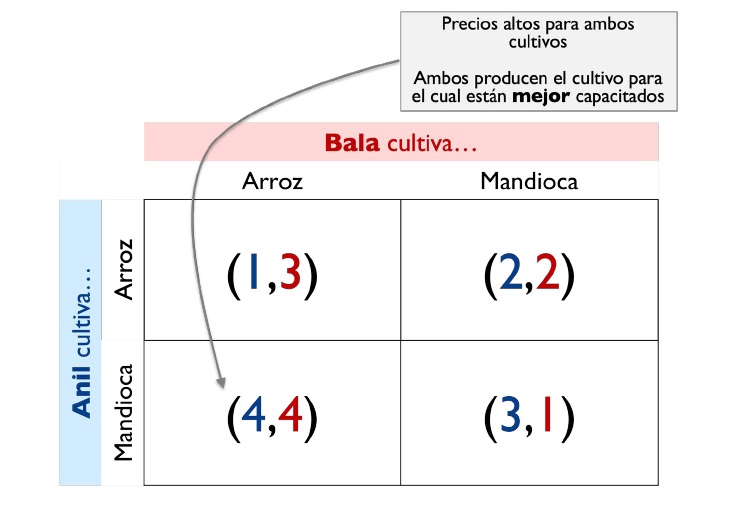 Precios altos para ambos
cultivos
Ambos producen el cultivo para
el cual están mejor capacitados
Bala cultiva…
Arroz Mandioca
Anil cultiva…
Arroz
(1,3) (2,2)
Mandioca
(4,4) (3,1)